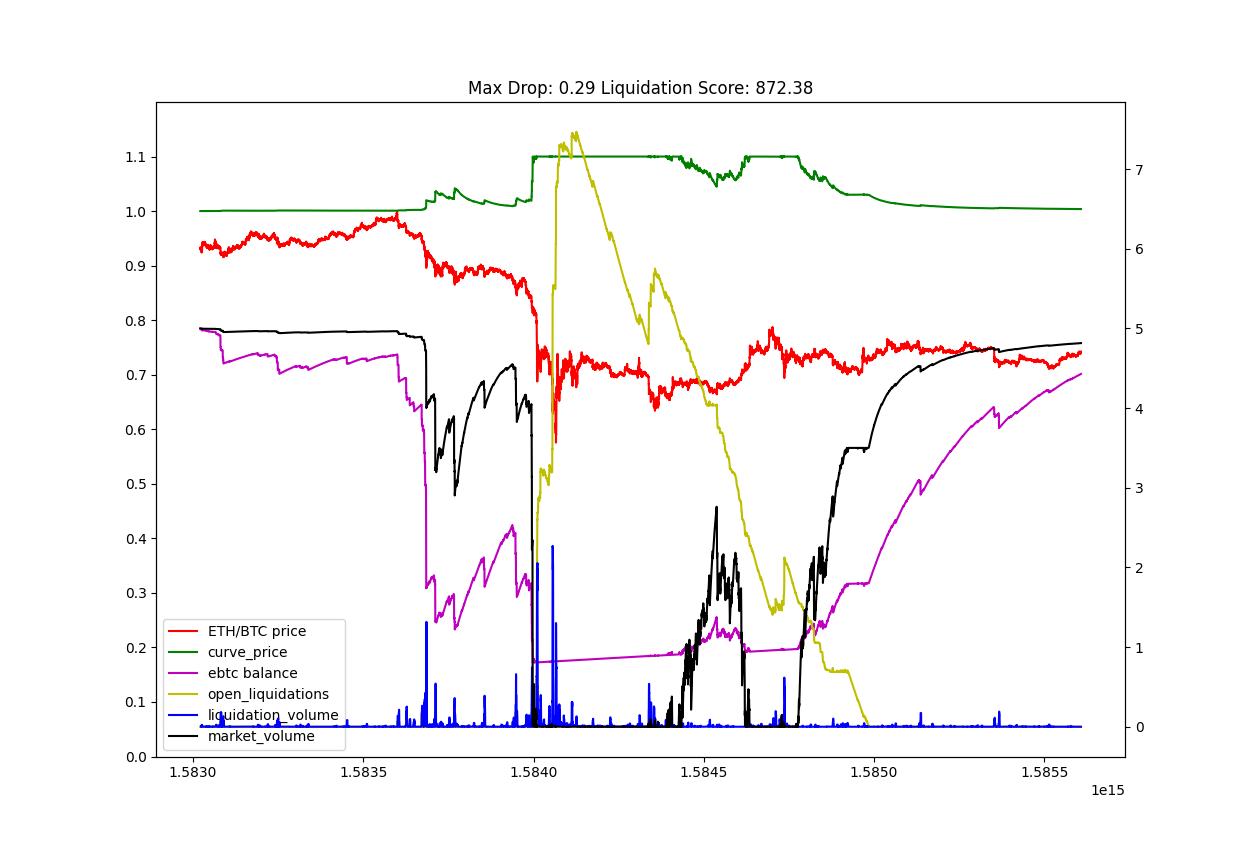 Max Drop: 0.29 Liquidation Score: 872.38
1.1
1.0
0.9
0.8
0.7
0.6
0.5
0.4
0.3
0.2
0.1
0.0
7
6
5
4
3
2
1
0
ETH/BTC price
curve_price
ebtc balance
open_liquidations
liquidation_volume
market_volume
1.5830 1.5835 1.5840 1.5845 1.5850 1.5855
1e15